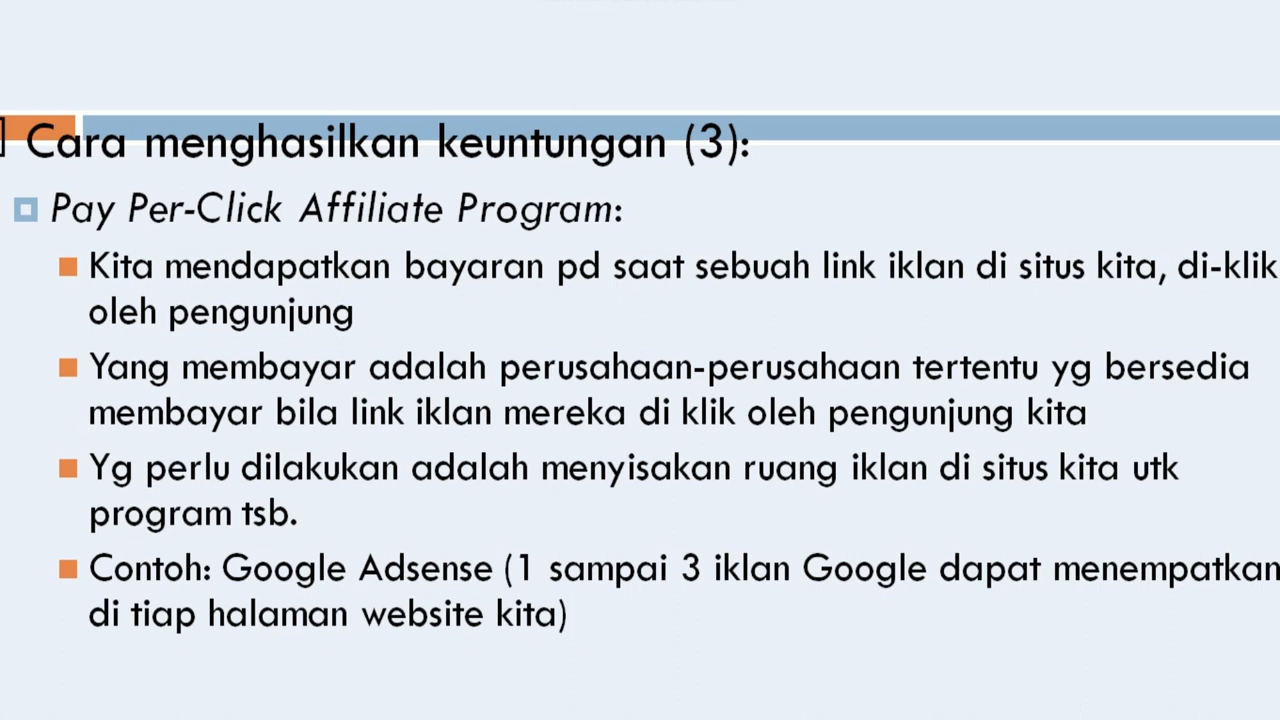 Cara menghasilkan keuntungan (3):
Pay Per-Click Affiliate Program:
Kita mendapatkan bayaran pd saat sebuah link iklan di situs kita, di-klik
oleh pengunjung
Yang membayar adalah perusahaan-perusahaan tertentu yg bersedia
membayar bila link iklan mereka di klik oleh pengunjung kita
Yg perlu dilakukan adalah menyisakan ruang iklan di situs kita utk
program tsb.
Contoh: Google Adsense (1 sampai 3 iklan Google dapat menempatkan
di tiap halaman website kita)